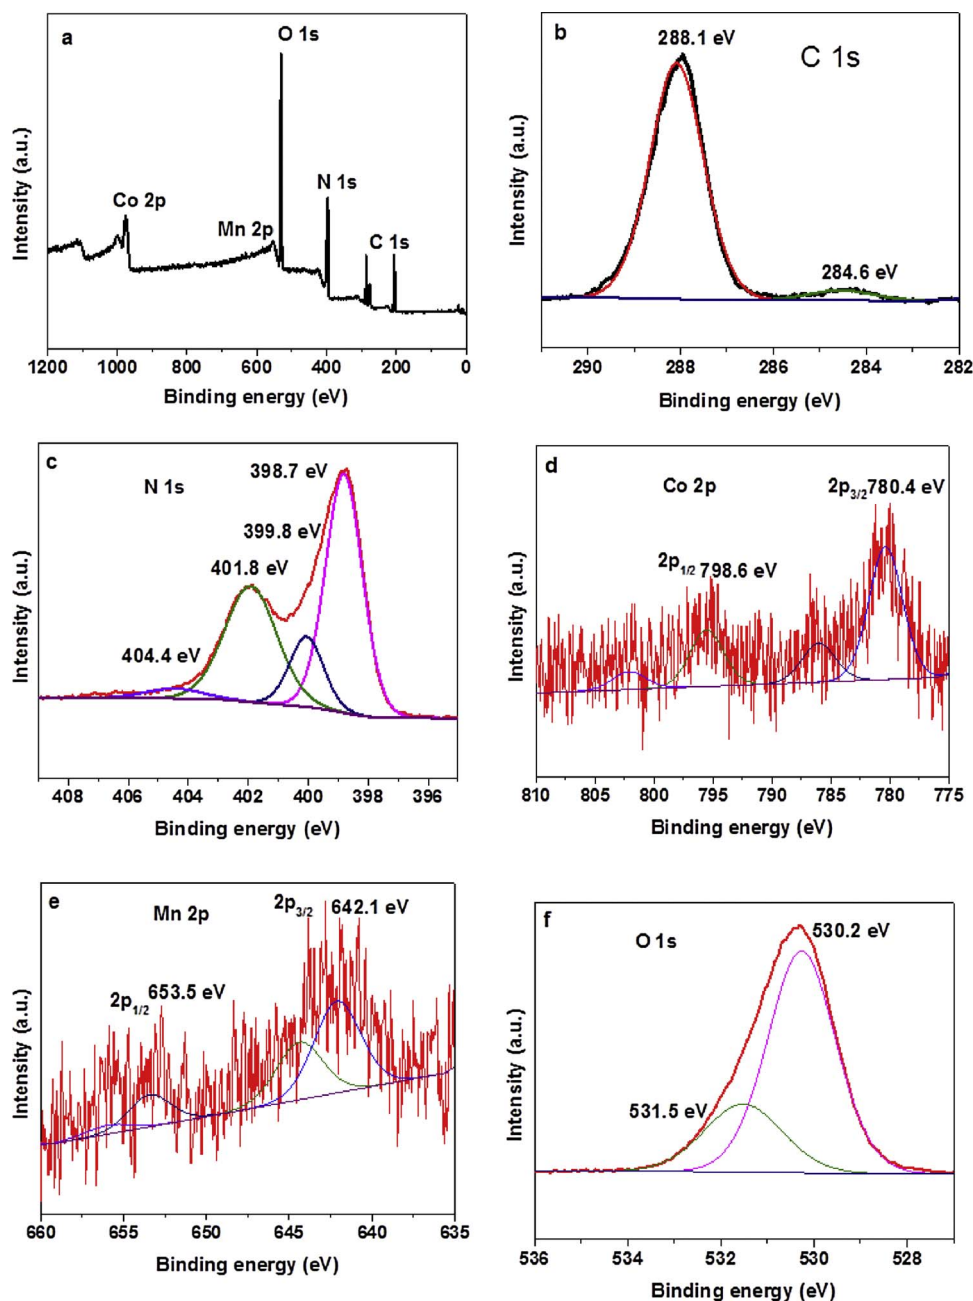 a
O 1s
N 1s
Co 2p
Mn 2p
C 1s
Intensity (a.u.)
1200 1000 800 600 400 200 0
Binding energy (eV)
b
288.1 eV
C 1s
284.6 eV
Intensity (a.u.)
290 288 286 284 282
Binding energy (eV)
c
N 1s
398.7 eV
399.8 eV
401.8 eV
404.4 eV
Intensity (a.u.)
408 406 404 402 400 398 396
Binding energy (eV)
d
Co 2p
2p3/2 780.4 eV
2p1/2 798.6 eV
Intensity (a.u.)
810 805 800 795 790 785 780 775
Binding energy (eV)
e
Mn 2p
2p3/2 642.1 eV
2p1/2 653.5 eV
Intensity (a.u.)
660 655 650 645 640 635
Binding energy (eV)
f
O 1s
530.2 eV
531.5 eV
Intensity (a.u.)
536 534 532 530 528
Binding energy (eV)